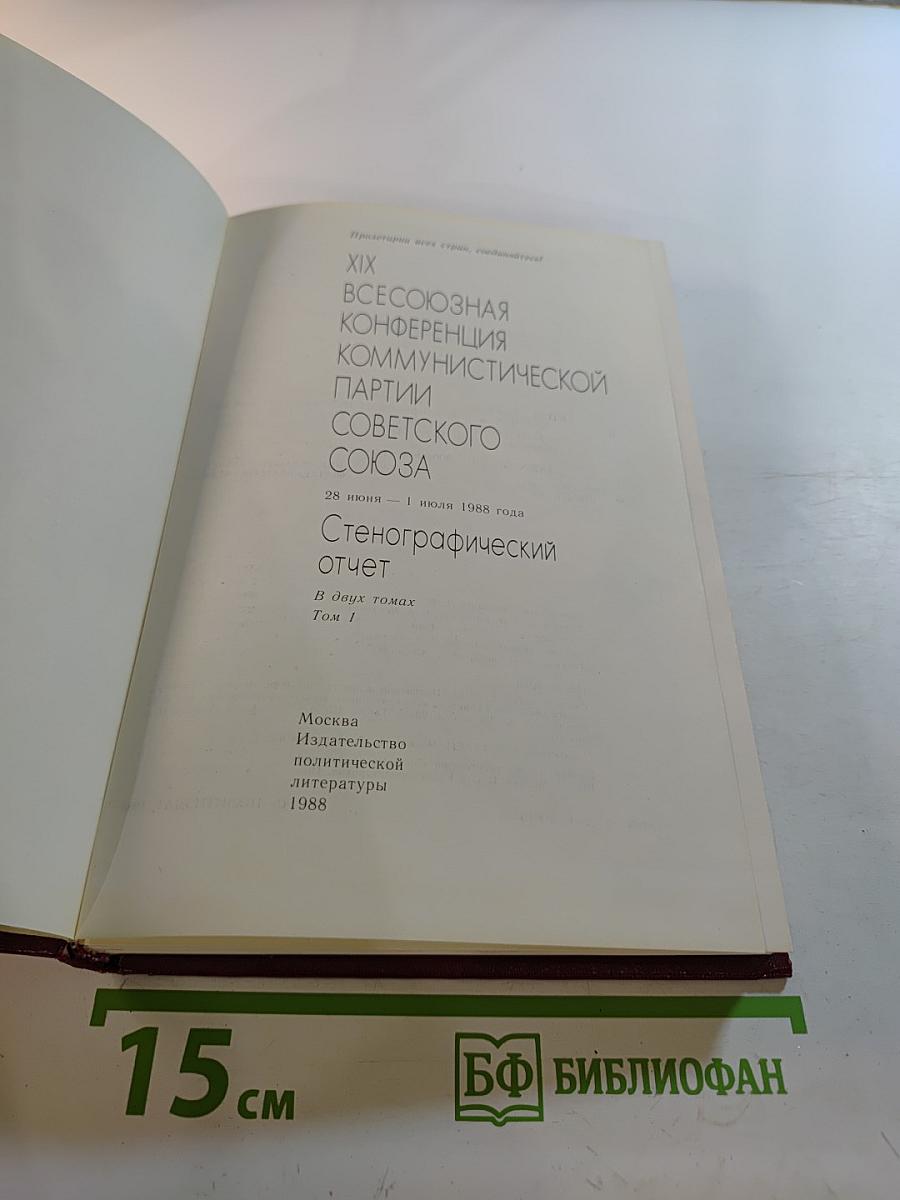 Пролетарии всех стран, соединяйтесь!
XIX
ВСЕСОЮЗНАЯ
КОНФЕРЕНЦИЯ
КОММУНИСТИЧЕСКОЙ
ПАРТИИ
СОВЕТСКОГО
СОЮЗА
28 июня — 1 июля 1988 года
Стенографический
отчет
В двух томах
Том 1
Москва
Издательство
политической
литературы
1988
15 см
БФ БИБЛИОФАН